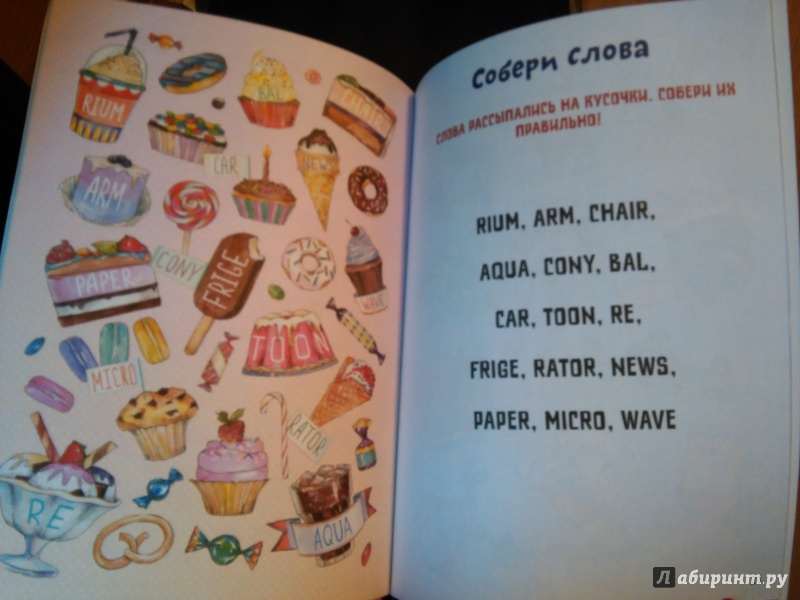 RIUM
BAL
CHAIR
CAR
NEWS
ARM
CONY
PAPER
FRIGE
WAVE
TOON
MICRO
RATOR
RE
AQUA
Собери слова
СЛОВА РАССЫПАЛИСЬ НА КУСОЧКИ. СОБЕРИ ИХ
ПРАВИЛЬНО!
RIUM, ARM, CHAIR,
AQUA, CONY, BAL,
CAR, TOON, RE,
FRIGE, RATOR, NEWS,
PAPER, MICRO, WAVE
Лабиринт.ру